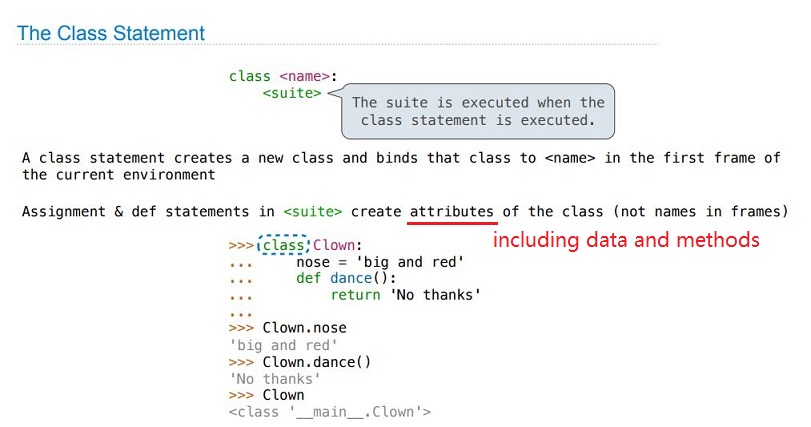 The Class Statement
class <name>:
    <suite>
The suite is executed when the
class statement is executed.
A class statement creates a new class and binds that class to <name> in the first frame of
the current environment
Assignment & def statements in <suite> create attributes of the class (not names in frames)
including data and methods
>>> class Clown:
...     nose = 'big and red'
...     def dance():
...         return 'No thanks'
...
>>> Clown.nose
'big and red'
>>> Clown.dance()
'No thanks'
>>> Clown
<class '__main__.Clown'>